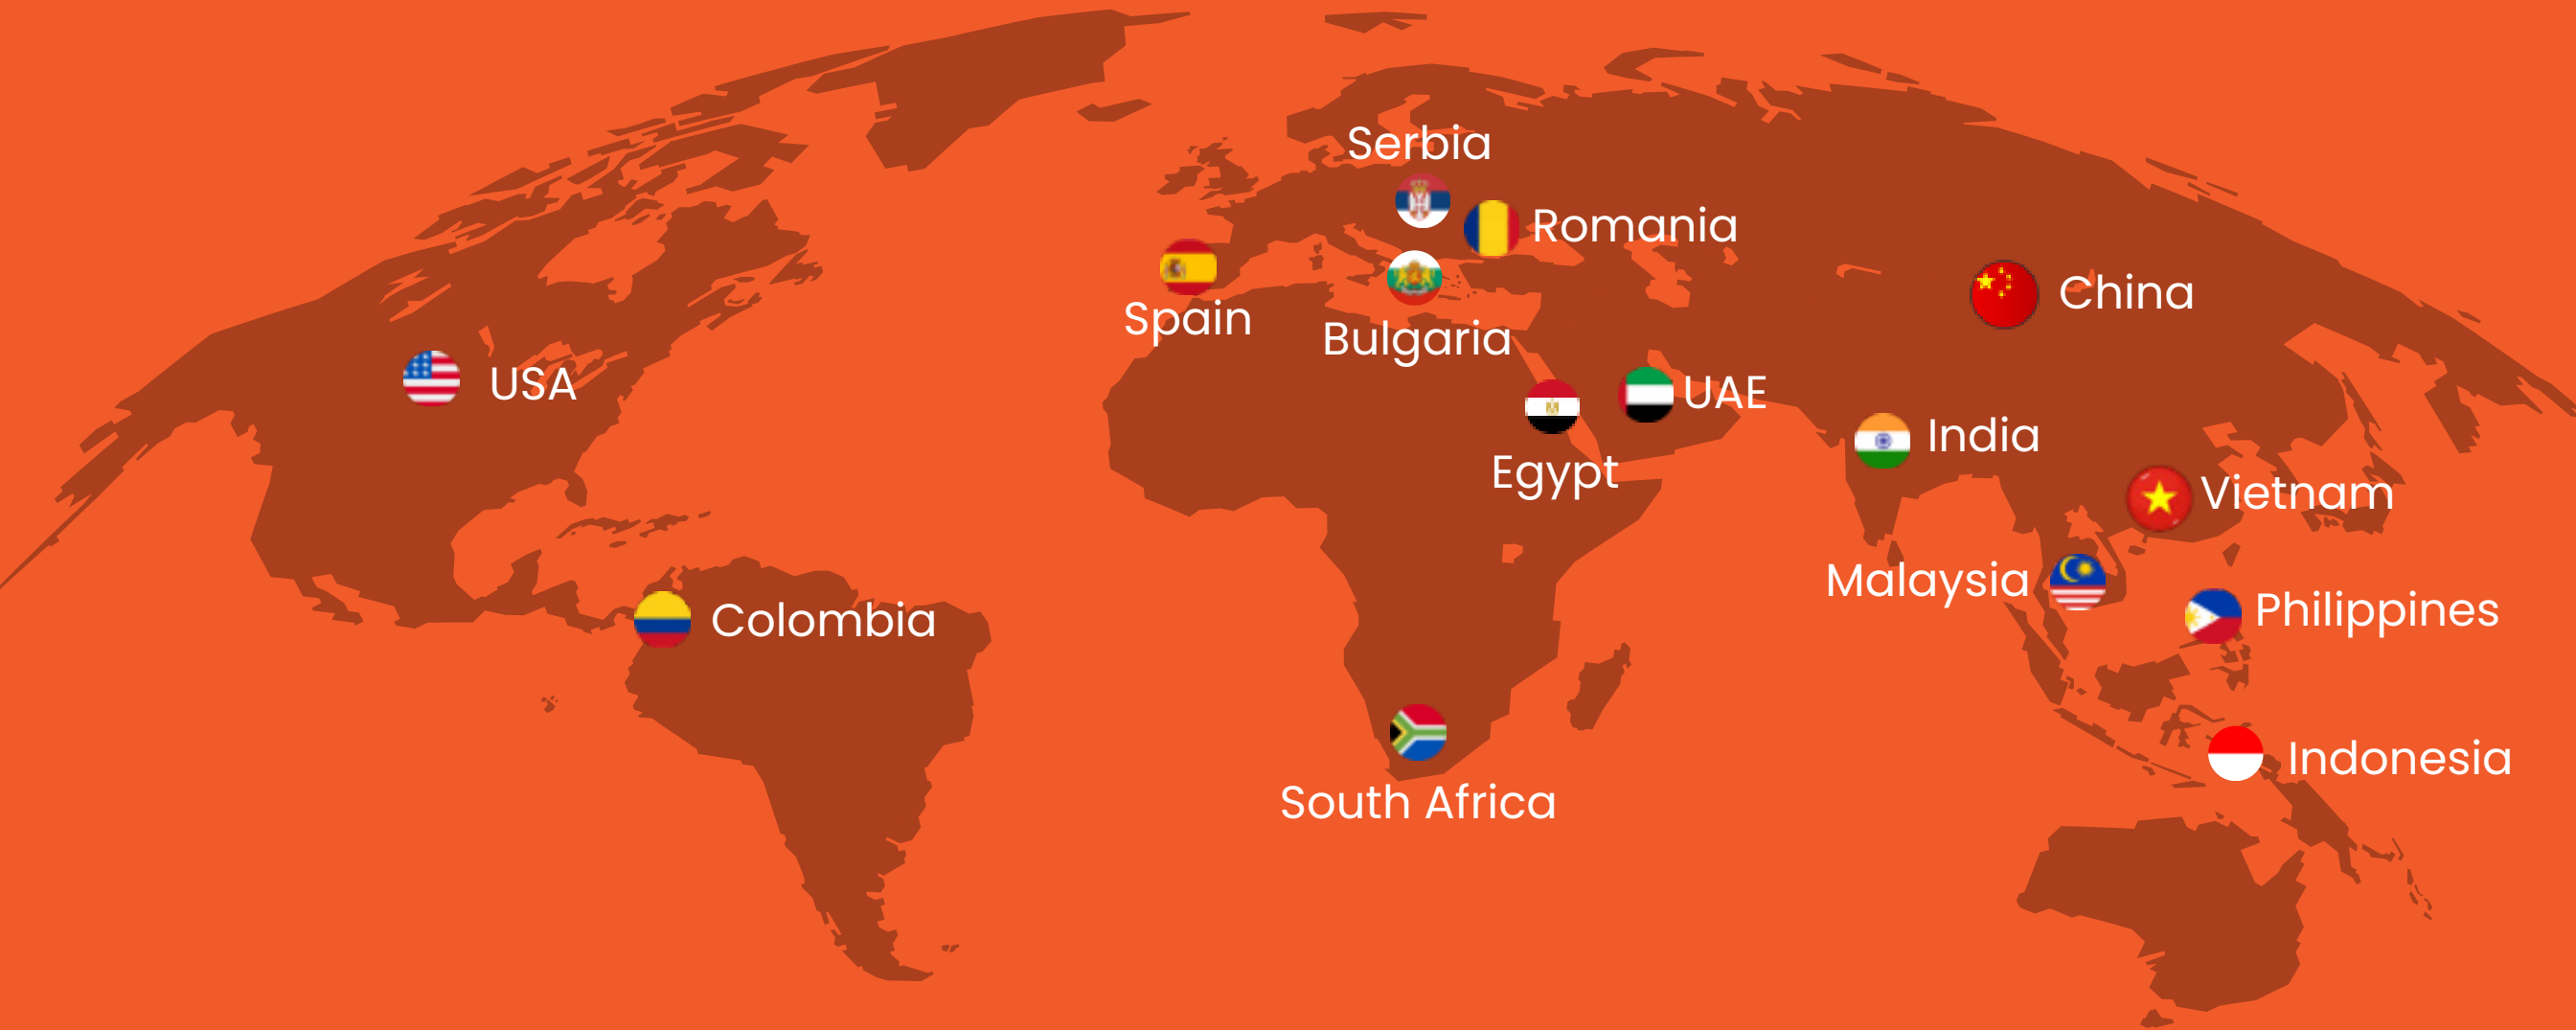 Serbia
Romania
Spain
China
Bulgaria
USA
UAE
India
Egypt
Vietnam
Malaysia
Philippines
Colombia
Indonesia
South Africa